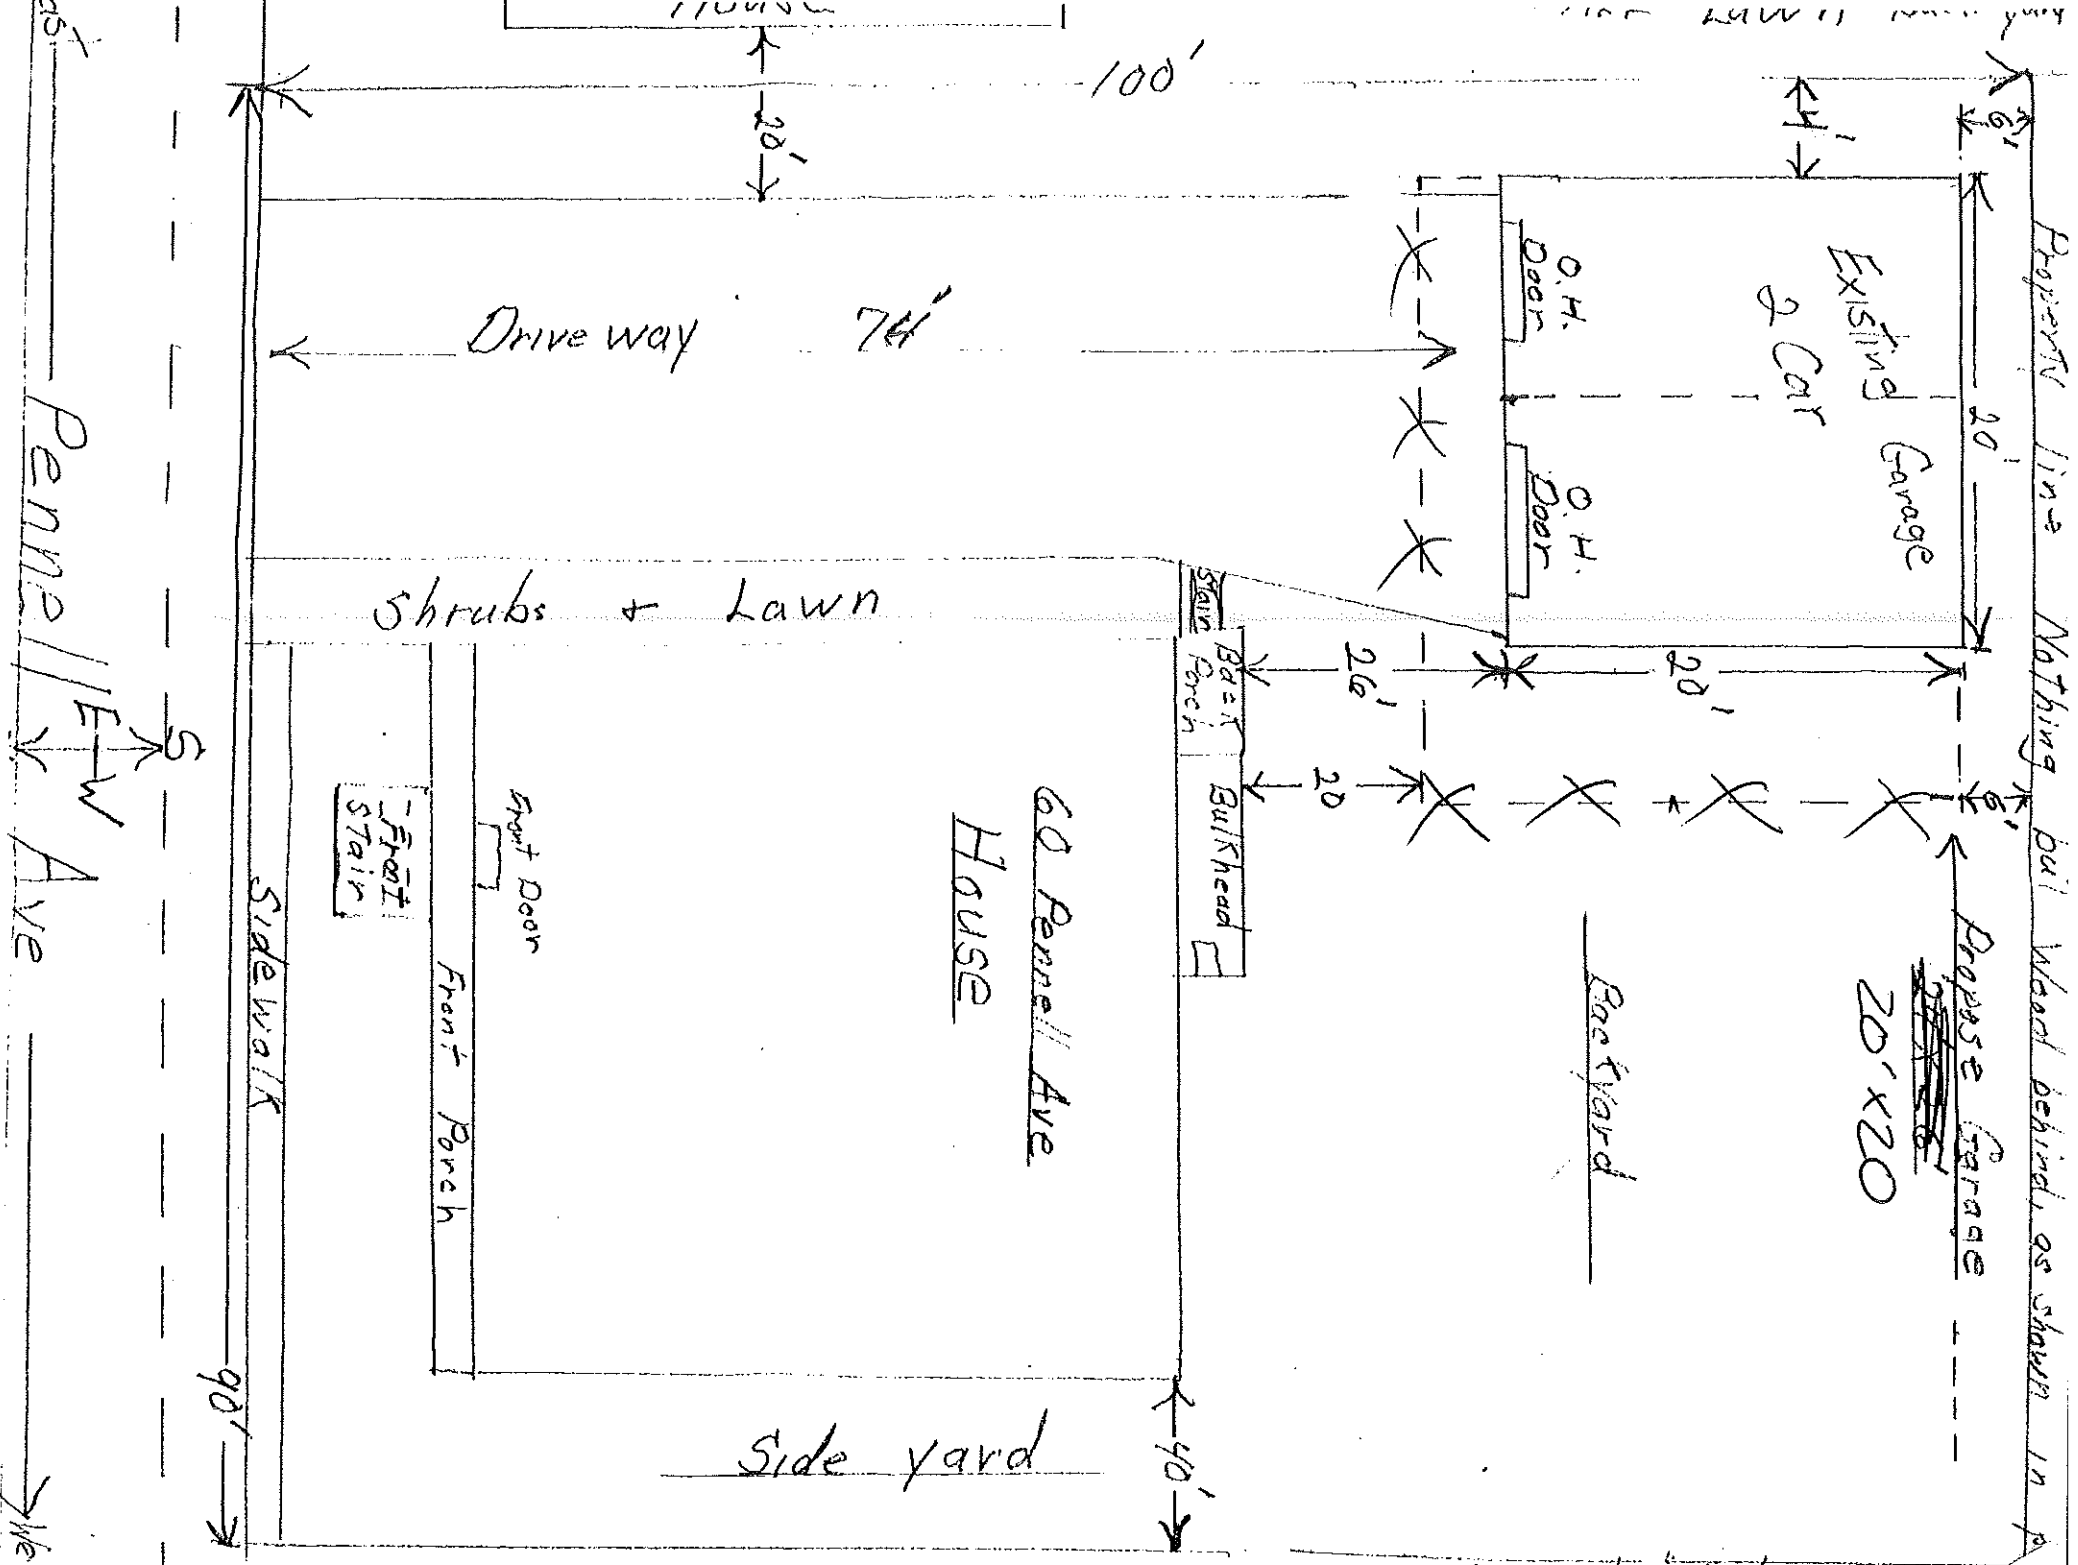 100'
20'
4'
6'
Property line Nothing but Wood behind, as shown in
Existing Garage
2 Car
20'
O.H.
Door
O.H.
Door
Driveway 74'
Shrubs + Lawn
Stair
Back
Porch
Bulkhead
26'
20'
20
6'
Propose Garage
20'x20
Backyard
60 Pennell Ave
House
Front Door
Front
Stair
Front Porch
Sidewalk
Side yard
40'
90'
Pennell Ave
S
E W